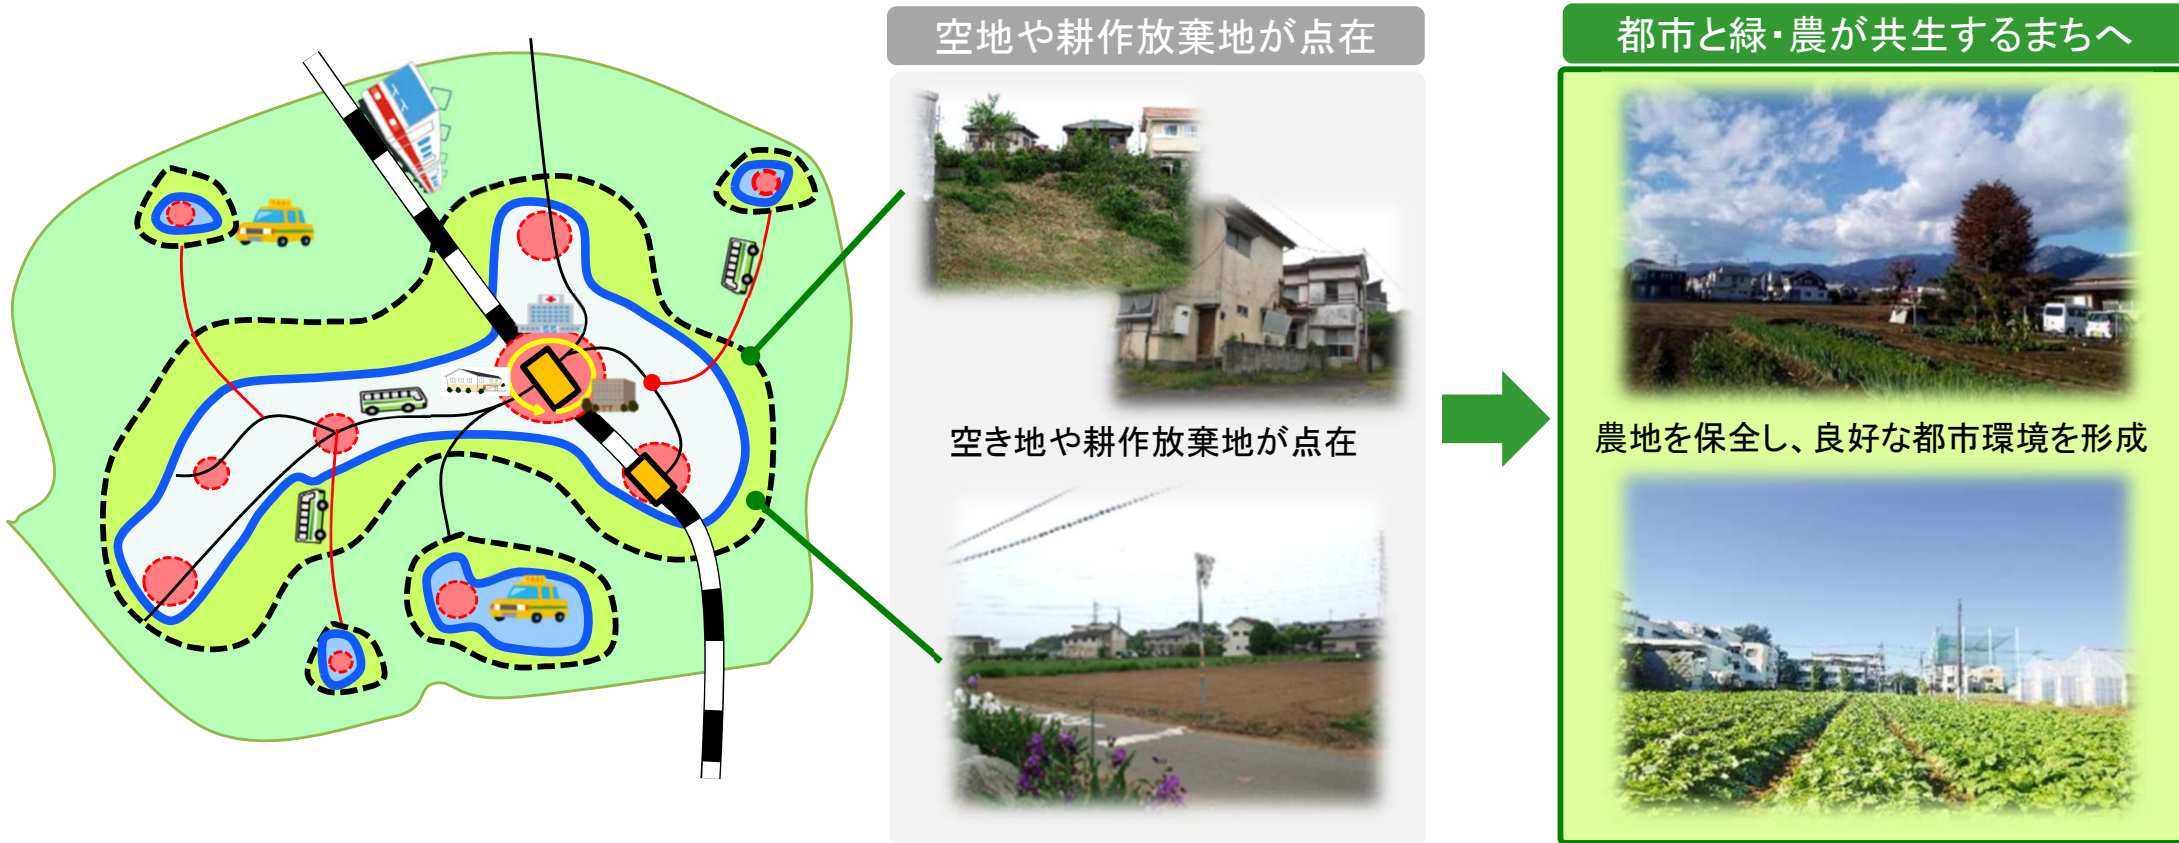 空地や耕作放棄地が点在
都市と緑・農が共生するまちへ
空き地や耕作放棄地が点在
農地を保全し、良好な都市環境を形成
TAXI
TAXI